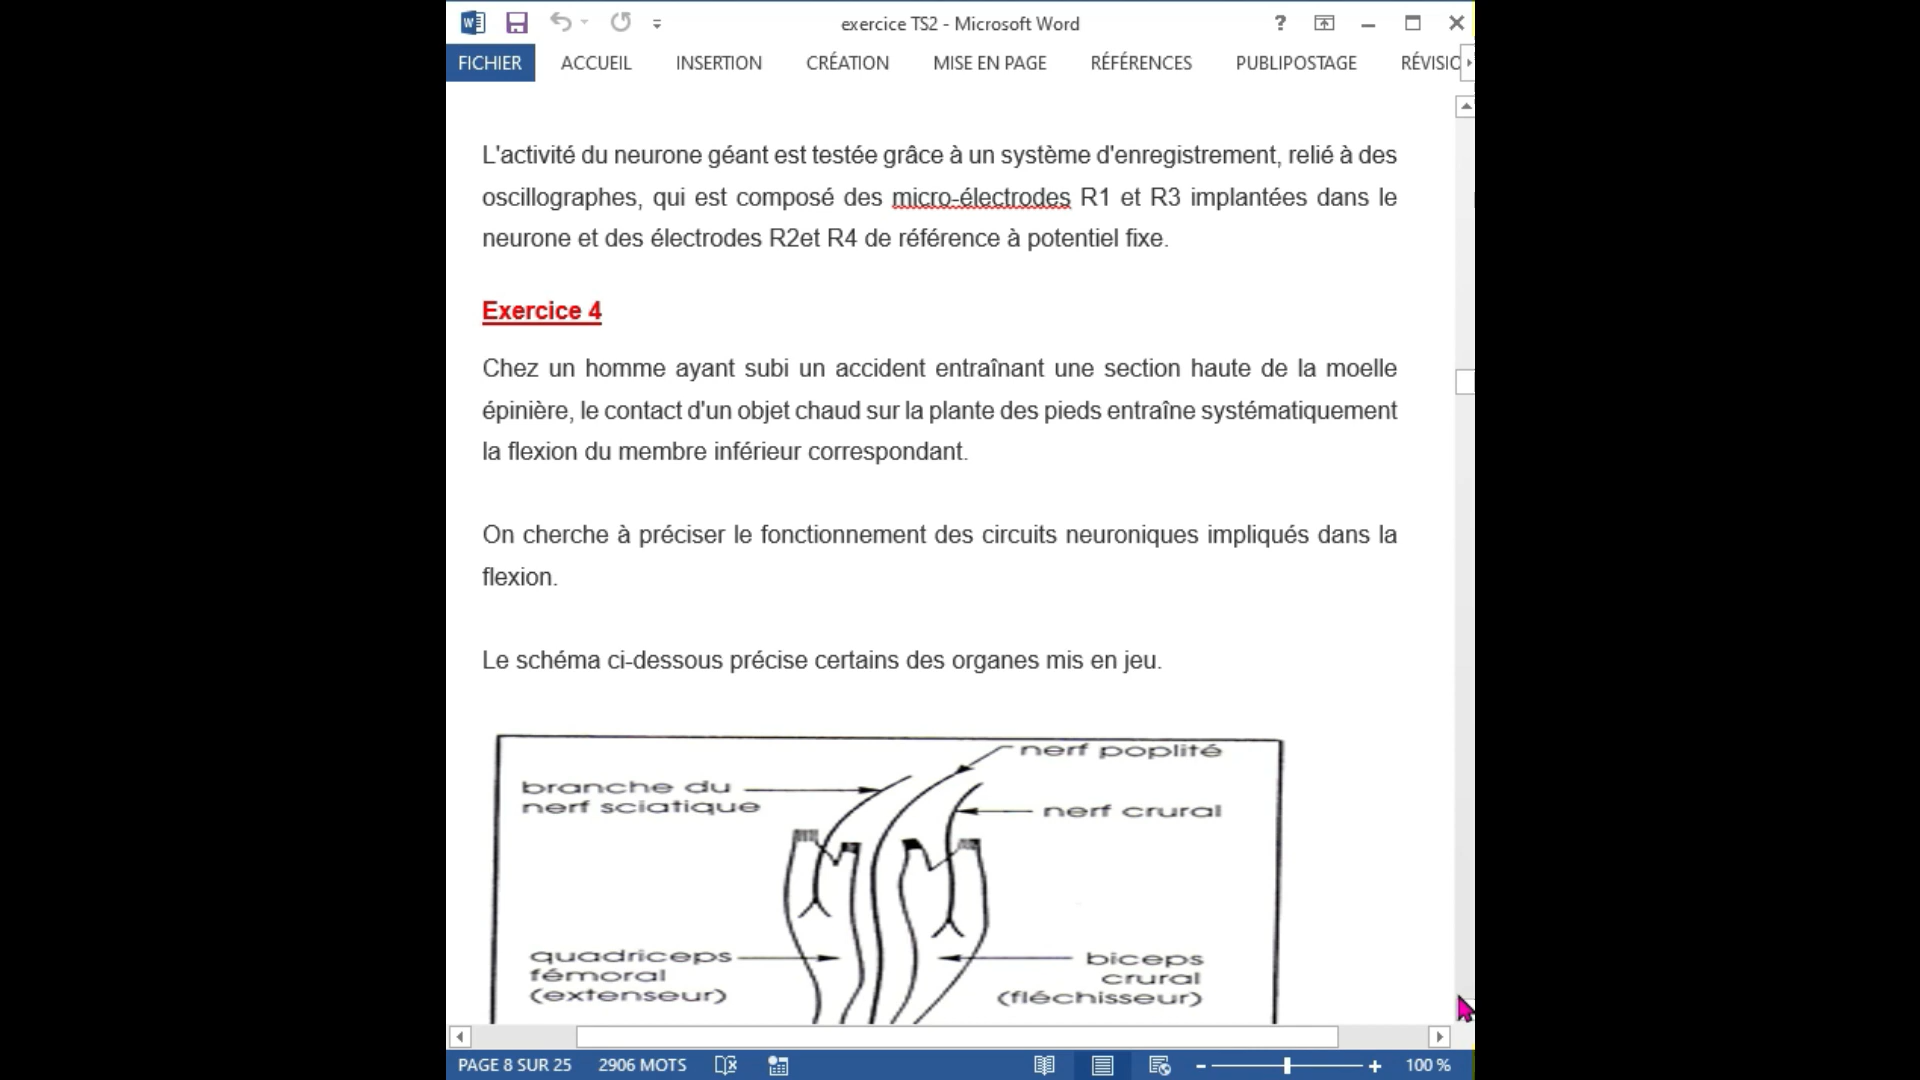 exercice TS2 - Microsoft Word
?
FICHIER ACCUEIL INSERTION CRÉATION MISE EN PAGE RÉFÉRENCES PUBLIPOSTAGE RÉVISIO
L'activité du neurone géant est testée grâce à un système d'enregistrement, relié à des
oscillographes, qui est composé des micro-électrodes R1 et R3 implantées dans le
neurone et des électrodes R2et R4 de référence à potentiel fixe.
Exercice 4
Chez un homme ayant subi un accident entraînant une section haute de la moelle
épinière, le contact d'un objet chaud sur la plante des pieds entraîne systématiquement
la flexion du membre inférieur correspondant.
On cherche à préciser le fonctionnement des circuits neuroniques impliqués dans la
flexion.
Le schéma ci-dessous précise certains des organes mis en jeu.
nerf poplité
branche du
nerf sciatique
nerf crural
quadriceps
fémoral
(extenseur)
biceps
crural
(fléchisseur)
PAGE 8 SUR 25 2906 MOTS 100 %